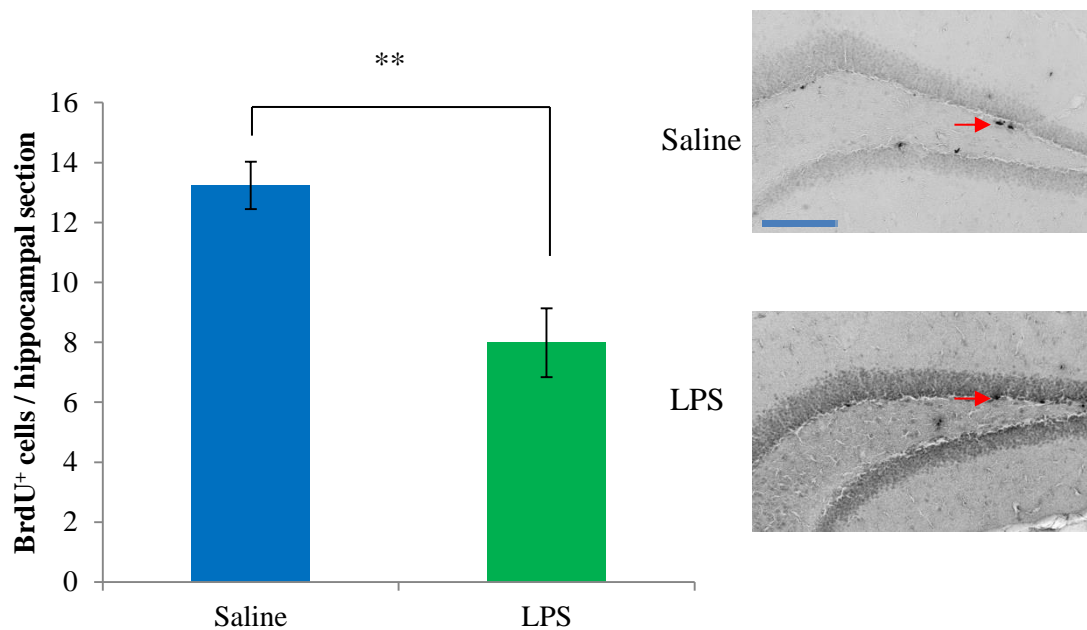 **
16
14
12
10
8
6
4
2
0
BrdU⁺ cells / hippocampal section
Saline
LPS
Saline
LPS